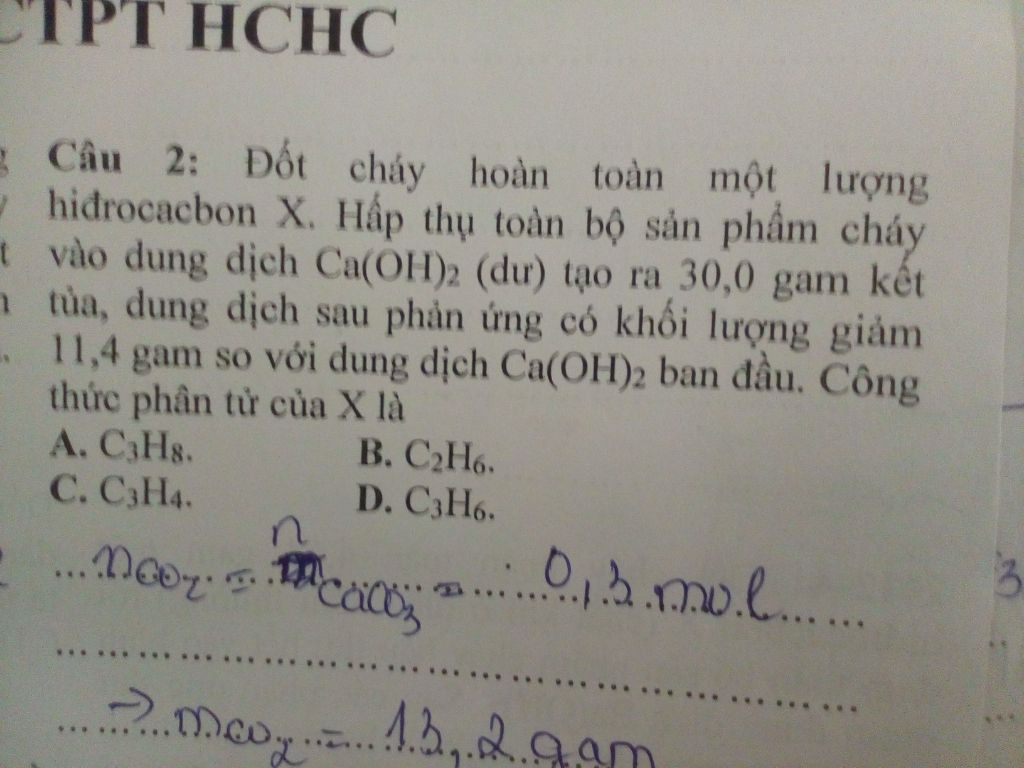 CTPT HCHC
Câu 2: Đốt cháy hoàn toàn một lượng
hiđrocacbon X. Hấp thụ toàn bộ sản phẩm cháy
vào dung dịch Ca(OH)₂ (dư) tạo ra 30,0 gam kết
tủa, dung dịch sau phản ứng có khối lượng giảm
11,4 gam so với dung dịch Ca(OH)₂ ban đầu. Công
thức phân tử của X là
A. C₃H₈. B. C₂H₆.
C. C₃H₄. D. C₃H₆.
nCO₂ = nCaCO₃ = 0,3 mol
→ mCO₂ = 13,2 gam